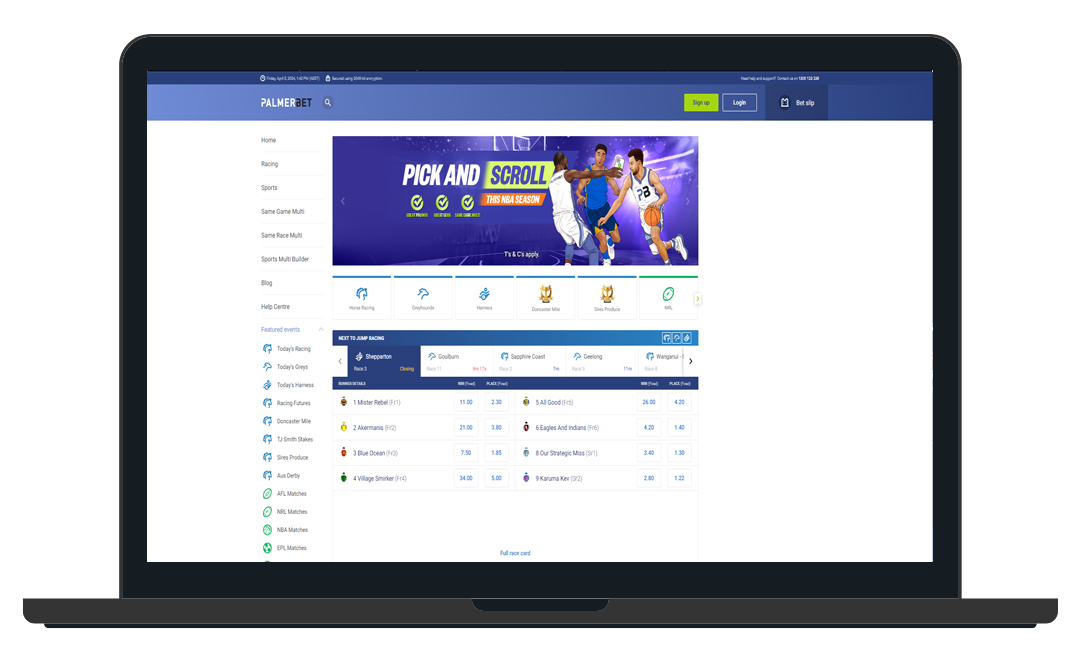 Friday, April 5, 2024, 1:42 PM (AEST) Secured using 256-bit encryption.
Need help and support? Contact us on 1300 123 238
PALMERBET
Sign up
Login
Bet slip
Home
Racing
Sports
Same Game Multi
Same Race Multi
Sports Multi Builder
Blog
Help Centre
Featured events
Today's Racing
Today's Greys
Today's Harness
Racing Futures
Doncaster Mile
TJ Smith Stakes
Sires Produce
Aus Derby
AFL Matches
NRL Matches
NBA Matches
EPL Matches
PICK AND SCROLL
THIS NBA SEASON
SAME GAME MULTI
PB
T's & C's apply.
Horse Racing
Greyhounds
Harness
Doncaster Mile
Sires Produce
NRL
NEXT TO JUMP RACING
Shepparton
Race 3 Closing
Goulburn
Race 11 4m 17s
Sapphire Coast
Race 2 7m
Geelong
Race 9 11m
Wanganui -
Race 8
RUNNER DETAILS WIN (Fixed) PLACE (Fixed) WIN (Fixed) PLACE (Fixed)
1 Mister Rebel (Fr1) 11.00 2.30 5 All Good (Fr5) 26.00 4.20
2 Akermanis (Fr2) 21.00 3.80 6 Eagles And Indians (Fr6) 4.20 1.40
3 Blue Ocean (Fr3) 7.50 1.85 8 Our Strategic Miss (Sr1) 3.40 1.30
4 Village Smirker (Fr4) 34.00 5.00 9 Karuma Kev (Sr2) 2.80 1.22
Full race card